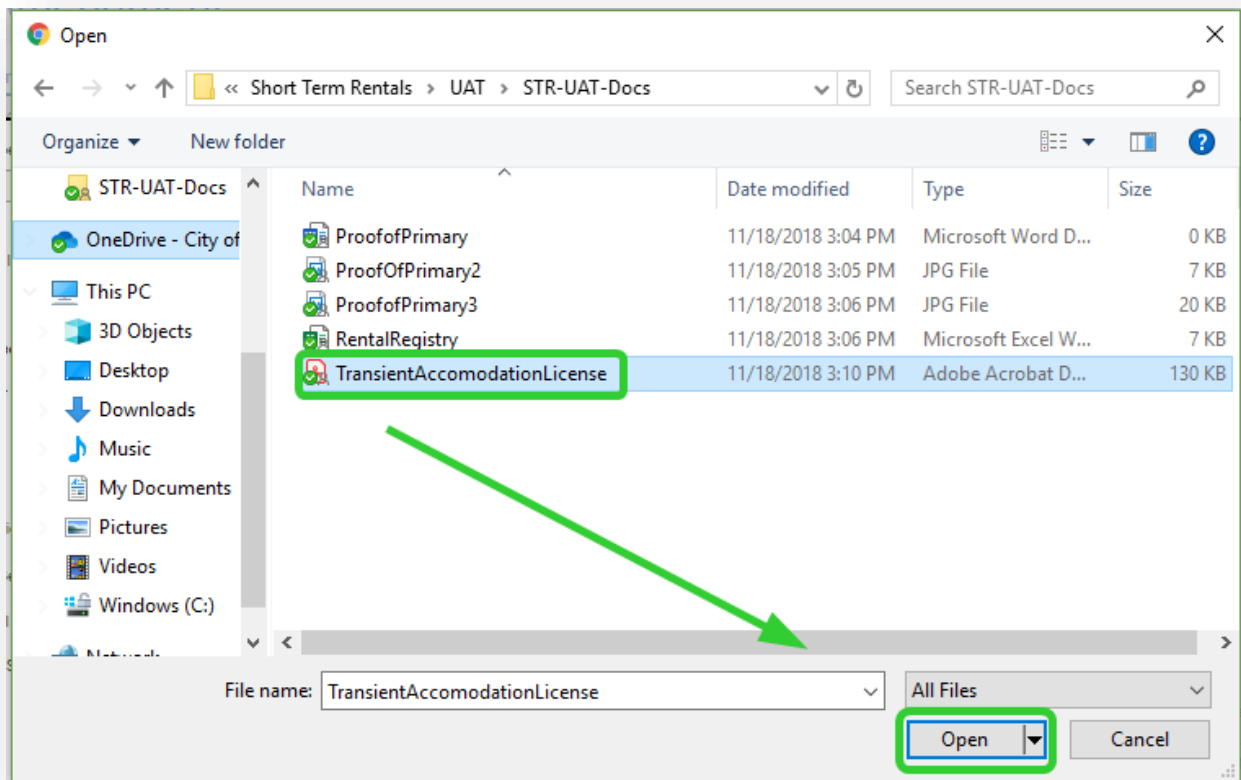 Open
« Short Term Rentals > UAT > STR-UAT-Docs
Search STR-UAT-Docs
Organize New folder
Name Date modified Type Size
STR-UAT-Docs
OneDrive - City of
This PC
3D Objects
Desktop
Downloads
Music
My Documents
Pictures
Videos
Windows (C:)
ProofofPrimary 11/18/2018 3:04 PM Microsoft Word D... 0 KB
ProofOfPrimary2 11/18/2018 3:05 PM JPG File 7 KB
ProofofPrimary3 11/18/2018 3:06 PM JPG File 20 KB
RentalRegistry 11/18/2018 3:06 PM Microsoft Excel W... 7 KB
TransientAccomodationLicense 11/18/2018 3:10 PM Adobe Acrobat D... 130 KB
File name: TransientAccomodationLicense All Files
Open Cancel